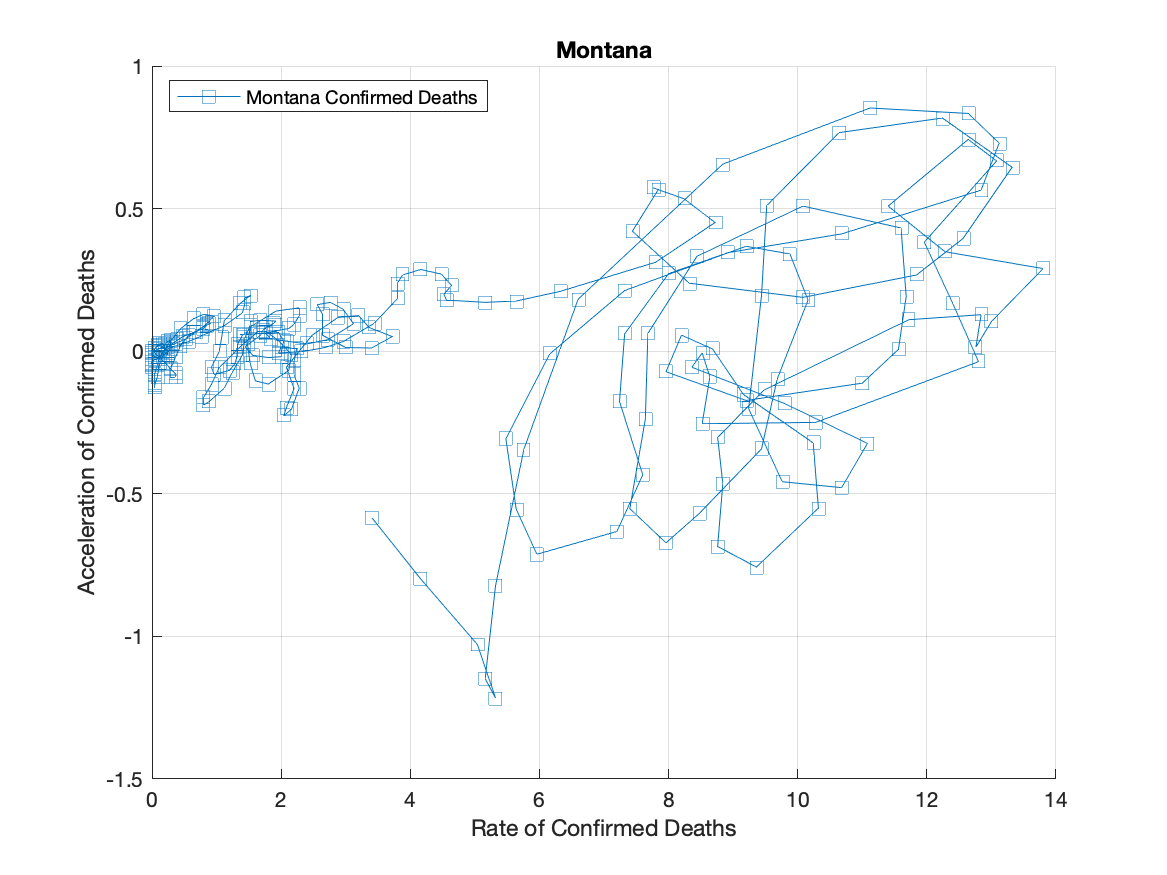 Montana
Montana Confirmed Deaths
1
0.5
0
-0.5
-1
-1.5
Acceleration of Confirmed Deaths
0 2 4 6 8 10 12 14
Rate of Confirmed Deaths